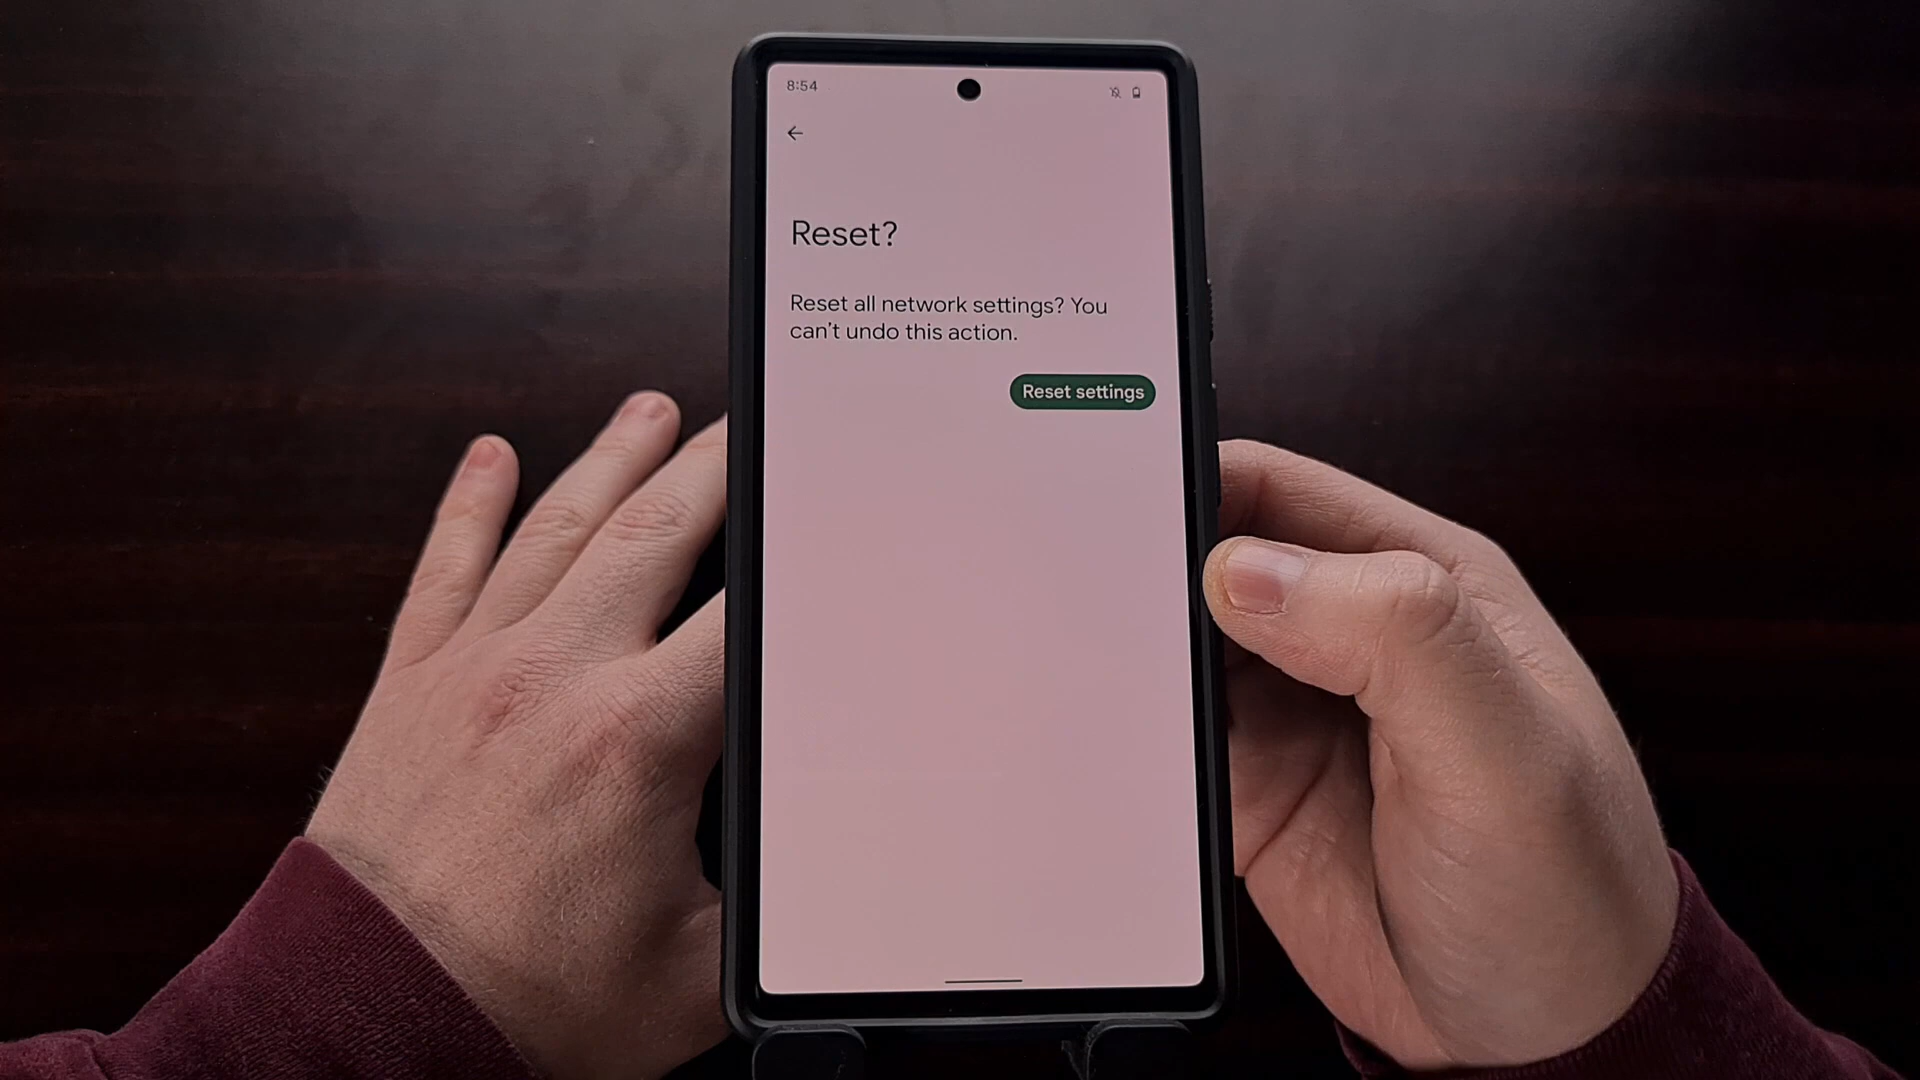 8:54
Reset?
Reset all network settings? You
can't undo this action.
Reset settings